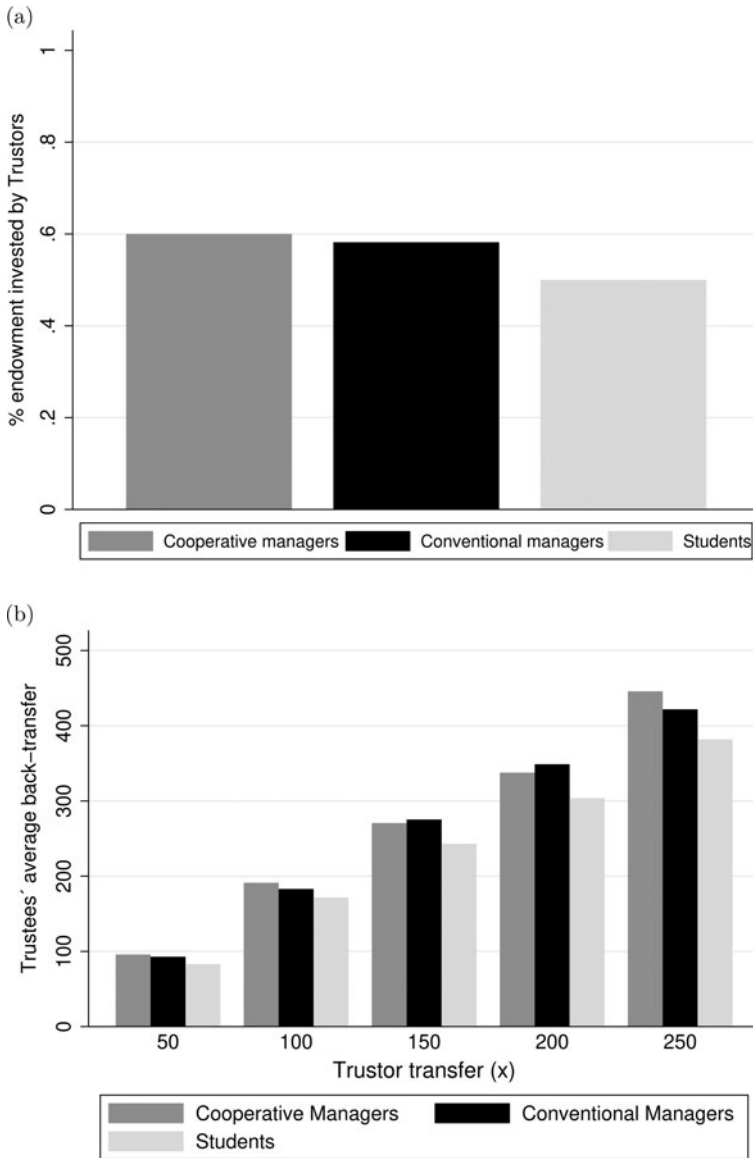 (a)
% endowment invested by Trustors
1
.8
.6
.4
.2
0
Cooperative managers Conventional managers Students
(b)
Trustees´ average back−transfer
500
400
300
200
100
0
50 100 150 200 250
Trustor transfer (x)
Cooperative Managers Conventional Managers
Students